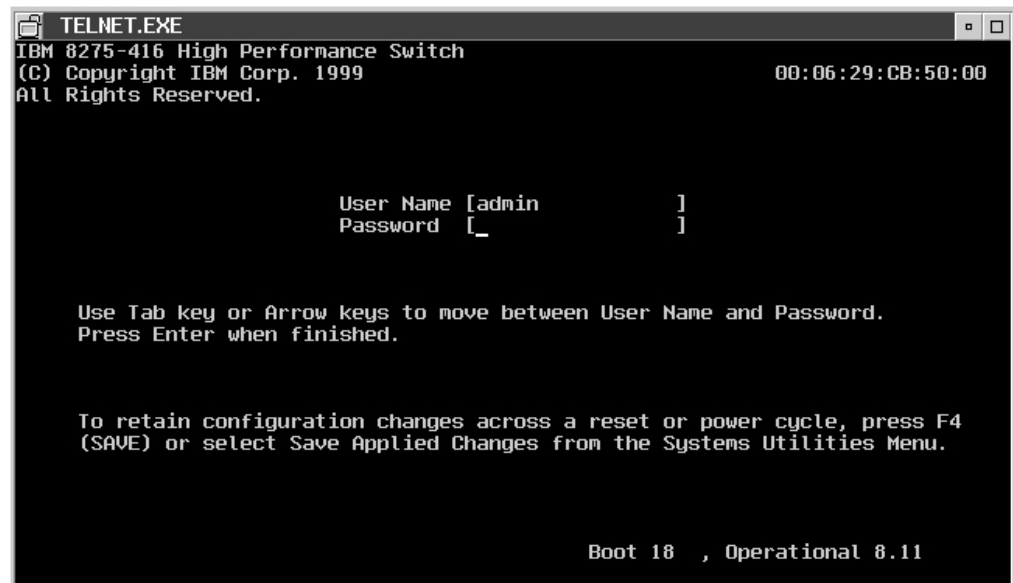 TELNET.EXE
IBM 8275-416 High Performance Switch
(C) Copyright IBM Corp. 1999 00:06:29:CB:50:00
All Rights Reserved.
User Name [admin ]
Password [_ ]
Use Tab key or Arrow keys to move between User Name and Password.
Press Enter when finished.
To retain configuration changes across a reset or power cycle, press F4
(SAVE) or select Save Applied Changes from the Systems Utilities Menu.
Boot 18 , Operational 8.11